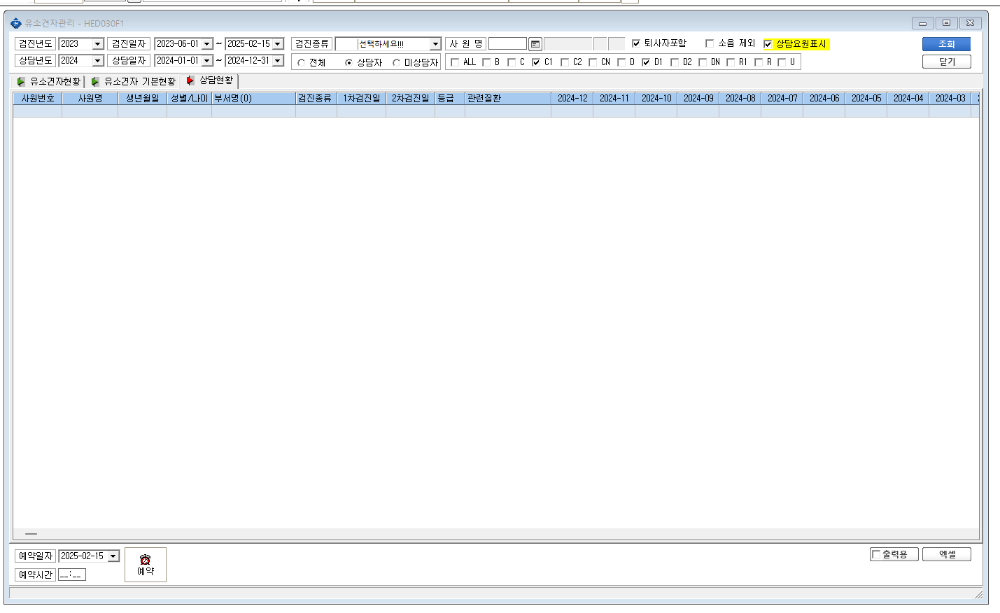 유소견자관리 - HED030F1
검진년도 2023 검진일자 2023-06-01 ~ 2025-02-15 검진종류 선택하세요!!! 사 원 명 퇴사자포함 소음 제외 상담요원표시 조회
상담년도 2024 상담일자 2024-01-01 ~ 2024-12-31 전체 상담자 미상담자 ALL B C C1 C2 CN D D1 D2 DN R1 R U 닫기
유소견자현황 유소견자 기본현황 상담현황
사원번호 사원명 생년월일 성별/나이 부서명(0) 검진종류 1차검진일 2차검진일 등급 관련질환 2024-12 2024-11 2024-10 2024-09 2024-08 2024-07 2024-06 2024-05 2024-04 2024-03
예약일자 2025-02-15 예약 출력용 엑셀
예약시간 __:__